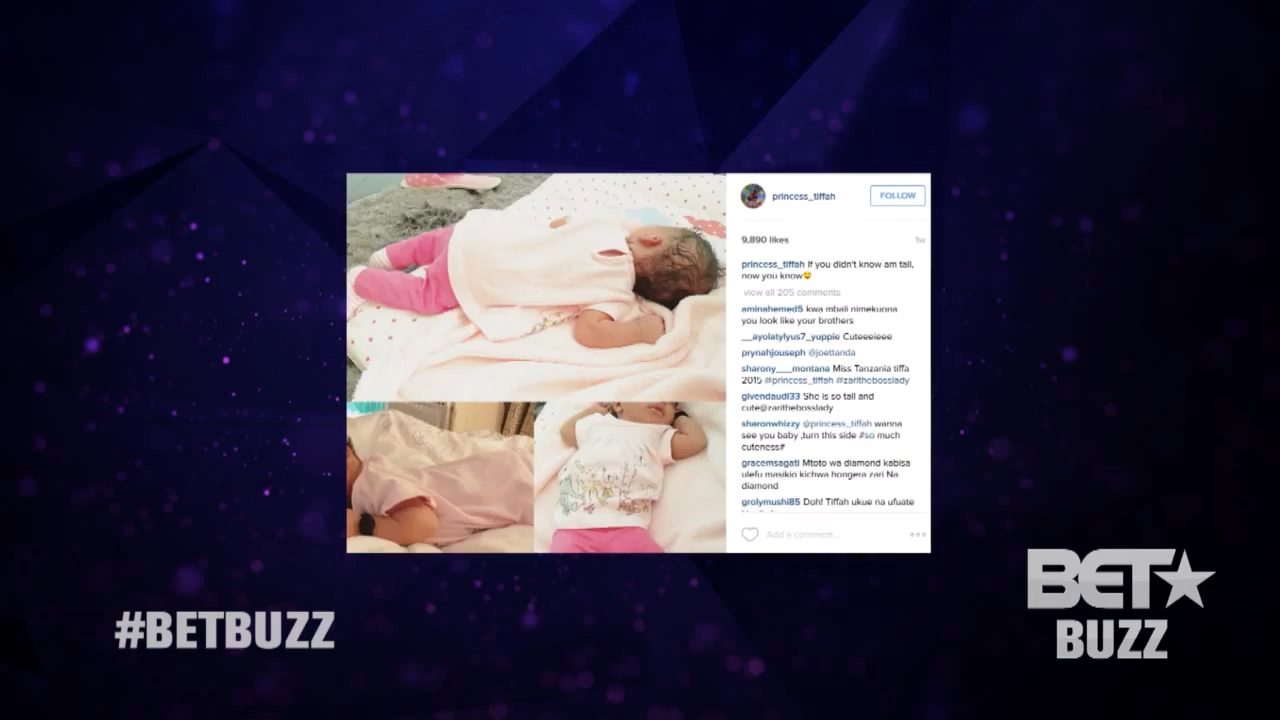 princess_tiffah
FOLLOW
9,890 likes
1w
princess_tiffah If you didn't know am tall,
now you know😉
view all 205 comments
aminahemed5 kwa mbali nimekuona
you look like your brothers
__ayolatylyus7_yuppie Cuteeeieee
prynahjouseph @joettanda
sharony___montana Miss Tanzania tiffa
2015 #princess_tiffah #zarithebosslady
givendaudi33 She is so tall and
cute@zarithebosslady
sharonwhizzy @princess_tiffah wanna
see you baby ,turn this side #so much
cuteness#
gracemsagati Mtoto wa diamond kabisa
ulefu masikio kichwa hongera zari Na
diamond
grolymushi85 Doh! Tiffah ukue na ufuate
Add a comment...
#BETBUZZ
BET
BUZZ